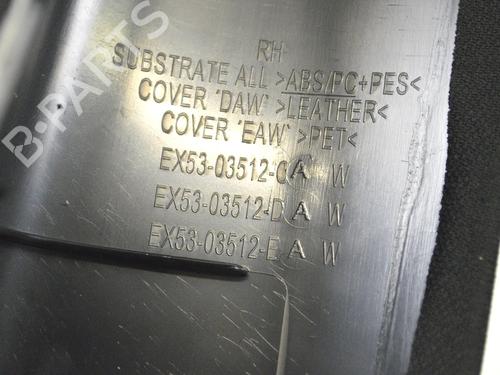 RH
SUBSTRATE ALL >ABS/PC+PES<
COVER 'DAW' >LEATHER<
COVER 'EAW' >PET<
EX53-03512-CA W
EX53-03512-DA W
EX53-03512-EA W
B-PARTS